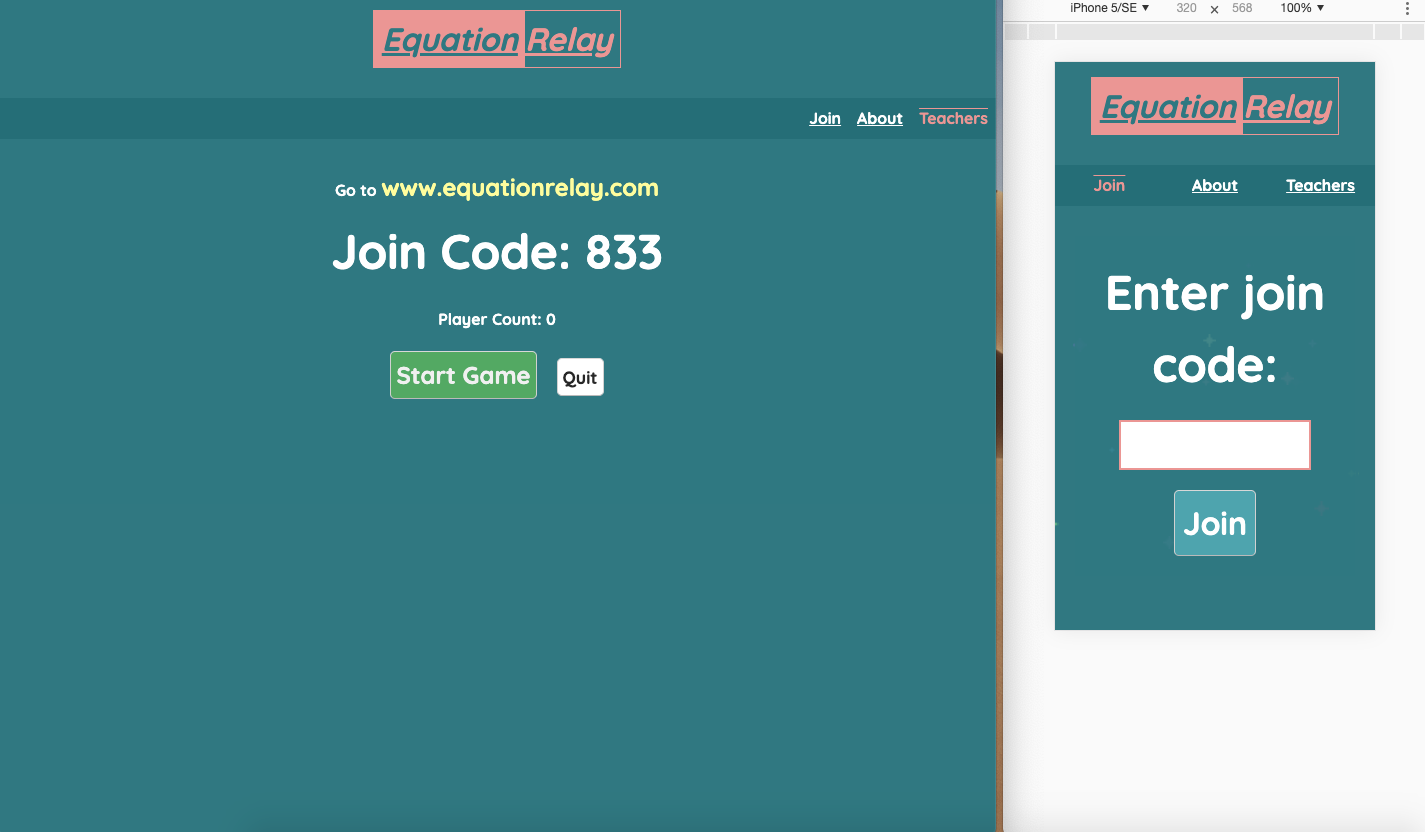 Equation Relay
Join About Teachers
Go to www.equationrelay.com
Join Code: 833
Player Count: 0
Start Game Quit
iPhone 5/SE ▼ 320 × 568 100% ▼
Equation Relay
Join About Teachers
Enter join
code:
Join